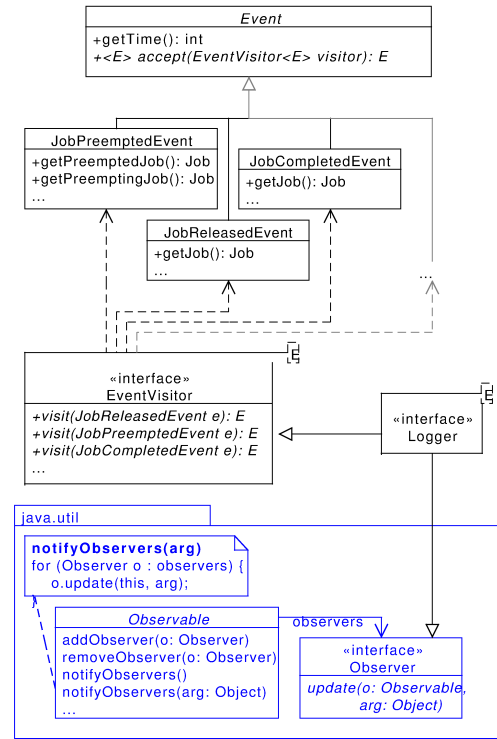 Event
+getTime(): int
+<E> accept(EventVisitor<E> visitor): E
JobPreemptedEvent
+getPreemptedJob(): Job
+getPreemptingJob(): Job
...
JobCompletedEvent
+getJob(): Job
...
JobReleasedEvent
+getJob(): Job
...
...
E
«interface»
EventVisitor
+visit(JobReleasedEvent e): E
+visit(JobPreemptedEvent e): E
+visit(JobCompletedEvent e): E
...
E
«interface»
Logger
java.util
notifyObservers(arg)
for (Observer o : observers) {
o.update(this, arg);
}
Observable
addObserver(o: Observer)
removeObserver(o: Observer)
notifyObservers()
notifyObservers(arg: Object)
...
observers
«interface»
Observer
update(o: Observable,
arg: Object)